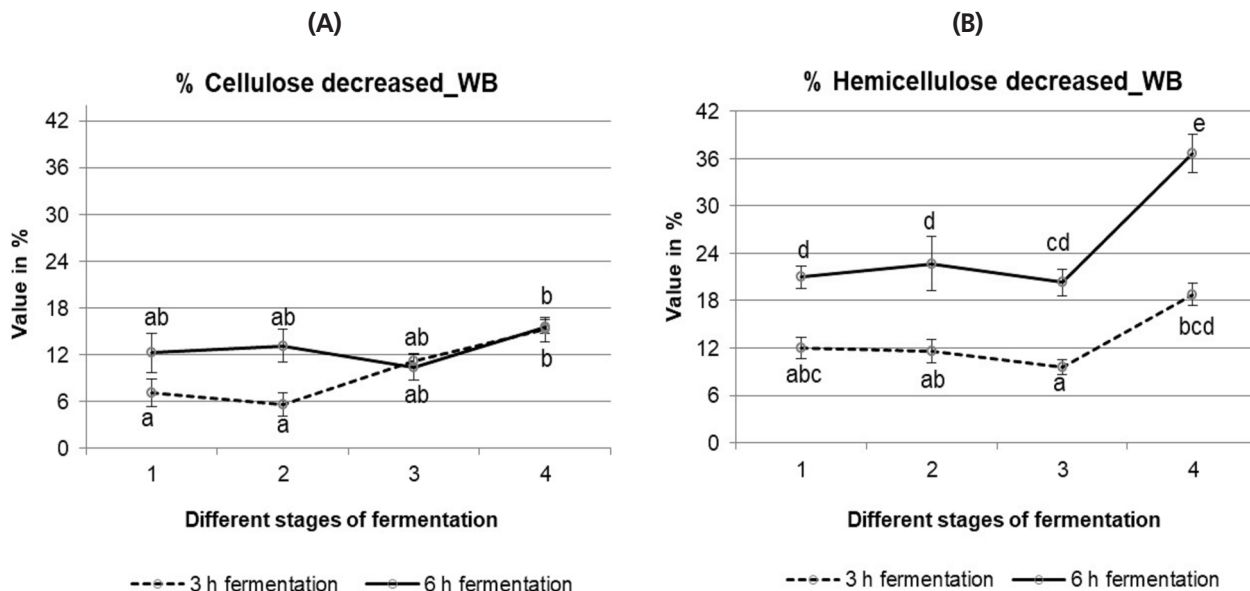 (A)
% Cellulose decreased_WB
Value in %
42
36
30
24
18
12
6
0
ab
ab
ab
b
a
a
ab
b
1
2
3
4
Different stages of fermentation
3 h fermentation
6 h fermentation
(B)
% Hemicellulose decreased_WB
Value in %
42
36
30
24
18
12
6
0
d
d
cd
e
abc
ab
a
bcd
1
2
3
4
Different stages of fermentation
3 h fermentation
6 h fermentation